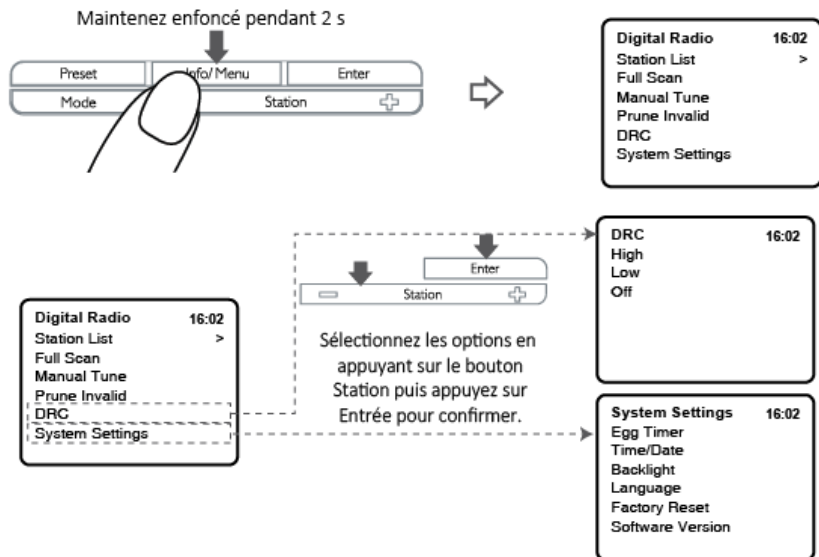 Maintenez enfoncé pendant 2 s
Preset Info/ Menu Enter
Mode Station
Digital Radio 16:02
Station List >
Full Scan
Manual Tune
Prune Invalid
DRC
System Settings
Enter
Station
Sélectionnez les options en
appuyant sur le bouton
Station puis appuyez sur
Entrée pour confirmer.
Digital Radio 16:02
Station List >
Full Scan
Manual Tune
Prune Invalid
DRC
System Settings
DRC 16:02
High
Low
Off
System Settings 16:02
Egg Timer
Time/Date
Backlight
Language
Factory Reset
Software Version